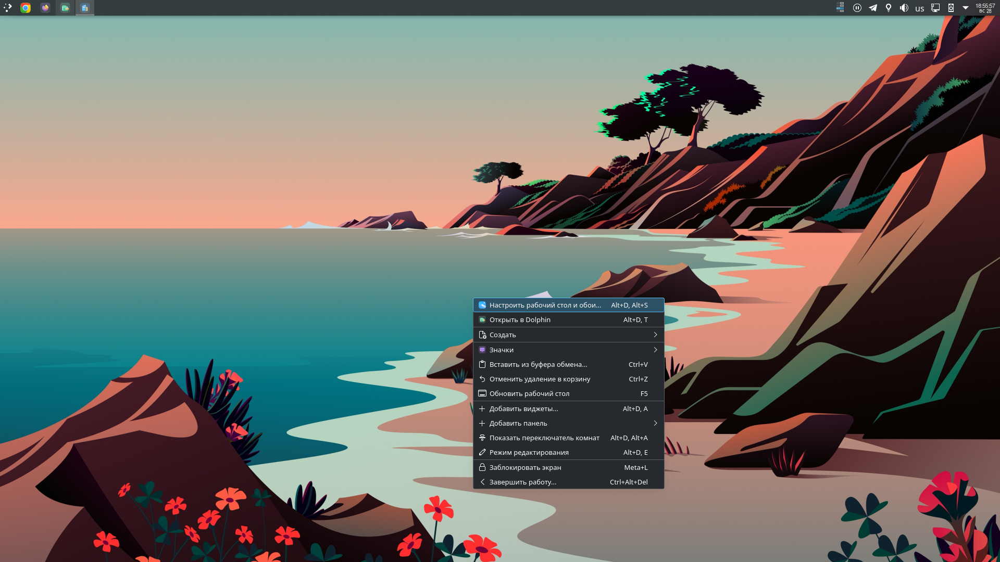 us
18:55:57
вс 28
Настроить рабочий стол и обои... Alt+D, Alt+S
Открыть в Dolphin Alt+D, T
Создать
Значки
Вставить из буфера обмена... Ctrl+V
Отменить удаление в корзину Ctrl+Z
Обновить рабочий стол F5
Добавить виджеты... Alt+D, A
Добавить панель
Показать переключатель комнат Alt+D, Alt+A
Режим редактирования Alt+D, E
Заблокировать экран Meta+L
Завершить работу... Ctrl+Alt+Del